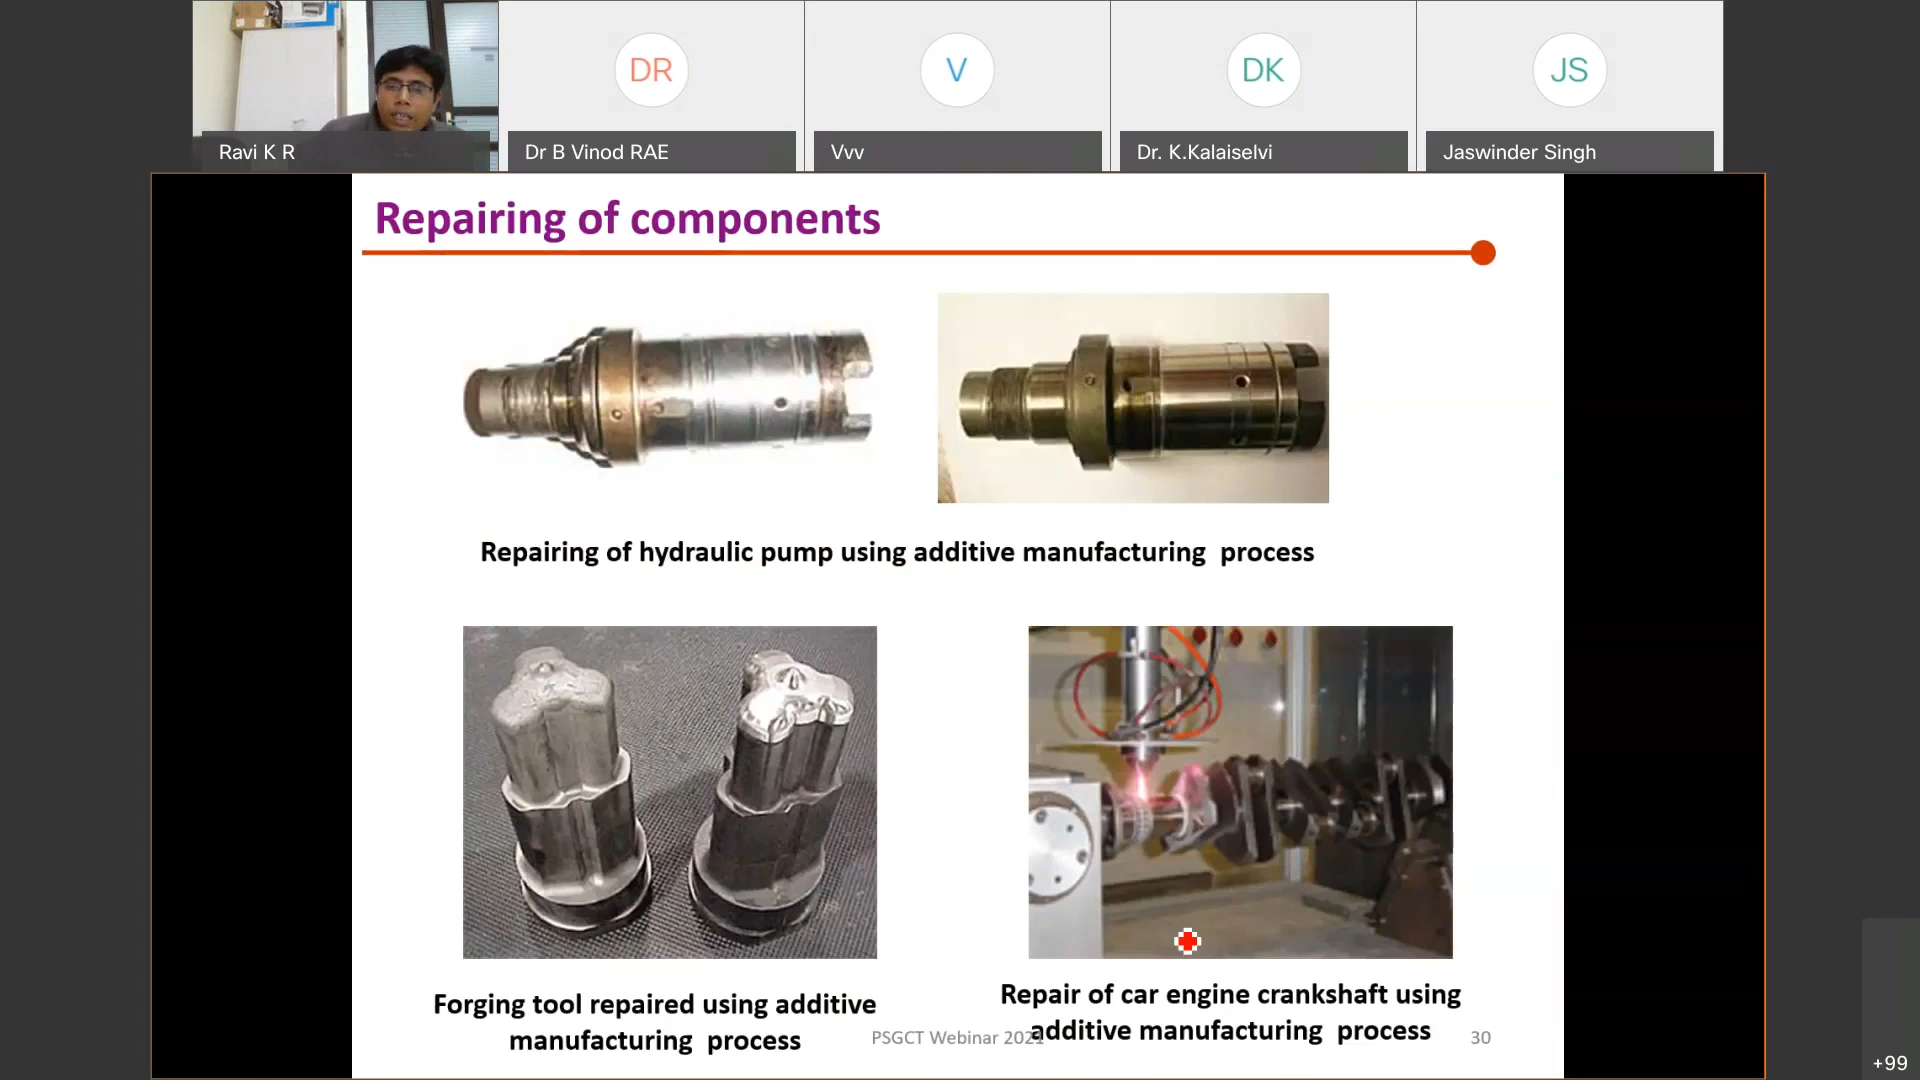 DR
V
DK
JS
Ravi K R
Dr B Vinod RAE
Vvv
Dr. K.Kalaiselvi
Jaswinder Singh
Repairing of components
Repairing of hydraulic pump using additive manufacturing process
Forging tool repaired using additive
manufacturing process
Repair of car engine crankshaft using
additive manufacturing process
PSGCT Webinar 2021
30
+99